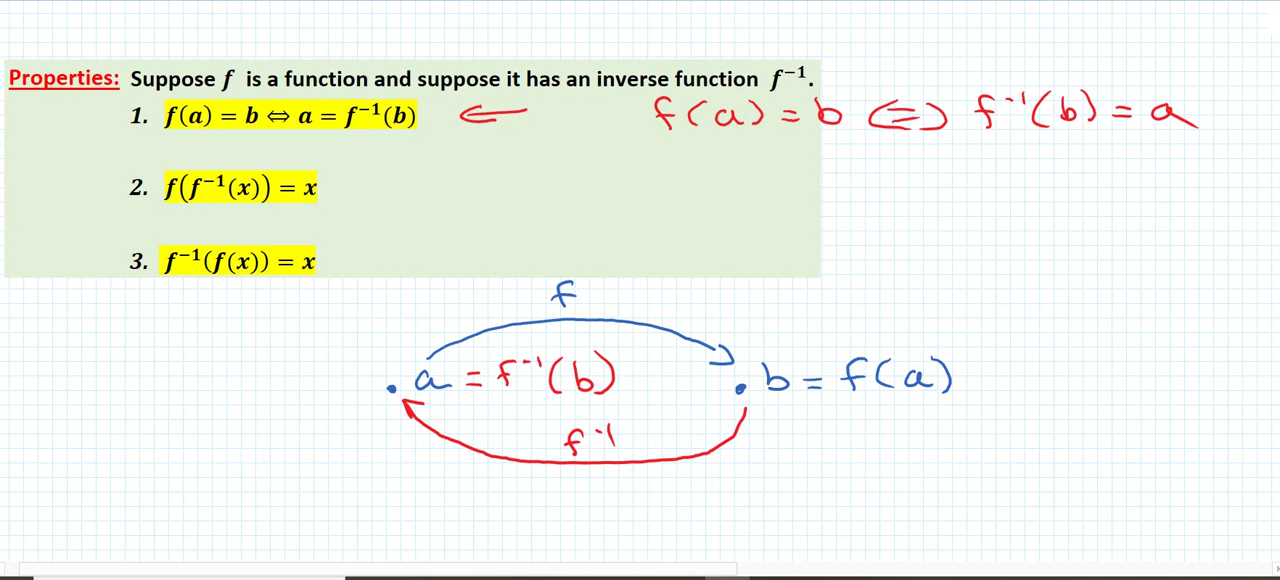 Properties: Suppose f is a function and suppose it has an inverse function f⁻¹.
1. f(a) = b ⇔ a = f⁻¹(b) ⇐ f(a) = b ⇔ f⁻¹(b) = a
2. f(f⁻¹(x)) = x
3. f⁻¹(f(x)) = x
f
. a = f⁻¹(b) . b = f(a)
f⁻¹